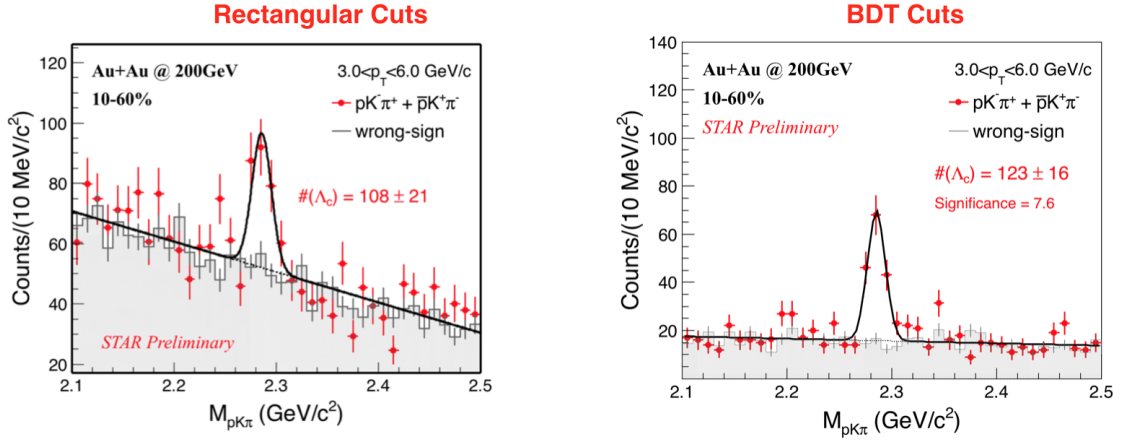 Rectangular Cuts
120
100
80
60
40
20
2.1
2.2
2.3
2.4
2.5
Counts/(10 MeV/c²)
M_pKπ (GeV/c²)
Au+Au @ 200GeV
10-60%
3.0<p_T<6.0 GeV/c
pK⁻π⁺ + p̅K⁺π⁻
wrong-sign
#(Λ_c) = 108 ± 21
STAR Preliminary
BDT Cuts
140
120
100
80
60
40
20
2.1
2.2
2.3
2.4
2.5
Counts/(10 MeV/c²)
M_pKπ (GeV/c²)
Au+Au @ 200GeV
10-60%
STAR Preliminary
3.0<p_T<6.0 GeV/c
pK⁻π⁺ + p̅K⁺π⁻
wrong-sign
#(Λ_c) = 123 ± 16
Significance = 7.6